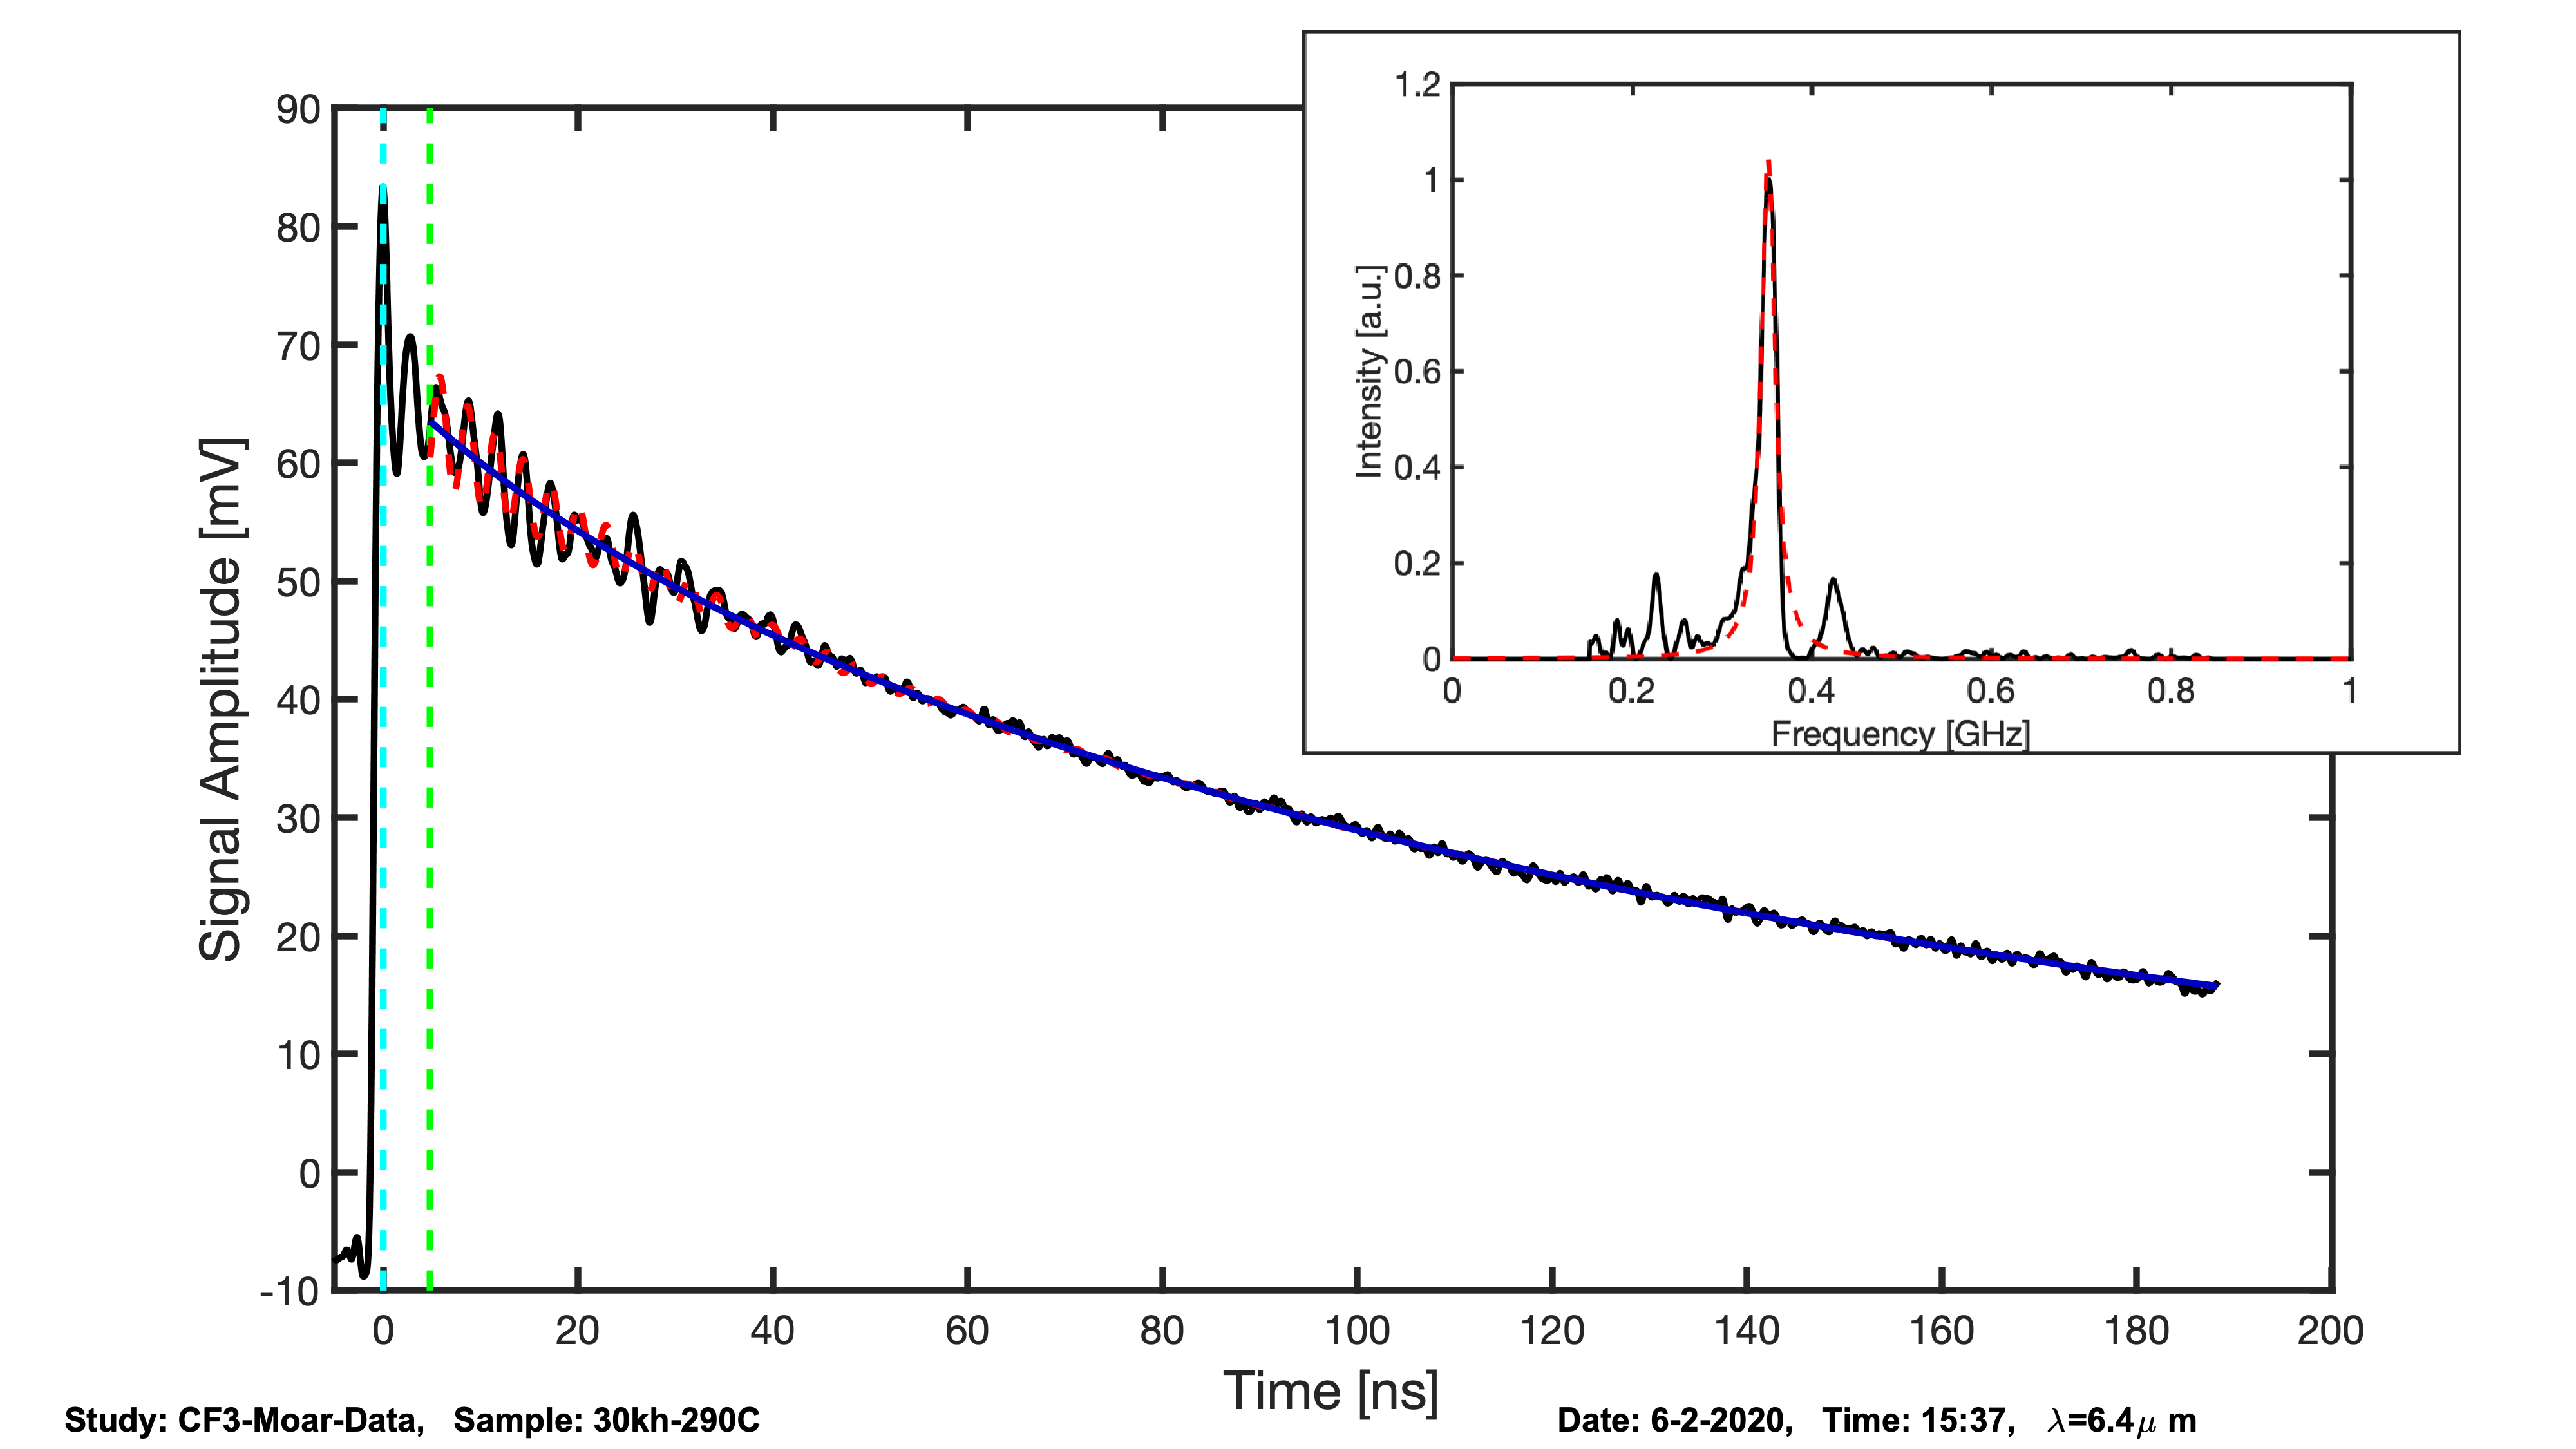 90
80
70
60
50
40
30
20
10
0
-10
Signal Amplitude [mV]
0 20 40 60 80 100 120 140 160 180 200
Time [ns]
1.2
1
0.8
0.6
0.4
0.2
0
Intensity [a.u.]
0 0.2 0.4 0.6 0.8 1
Frequency [GHz]
Study: CF3-Moar-Data, Sample: 30kh-290C
Date: 6-2-2020, Time: 15:37, λ=6.4μ m